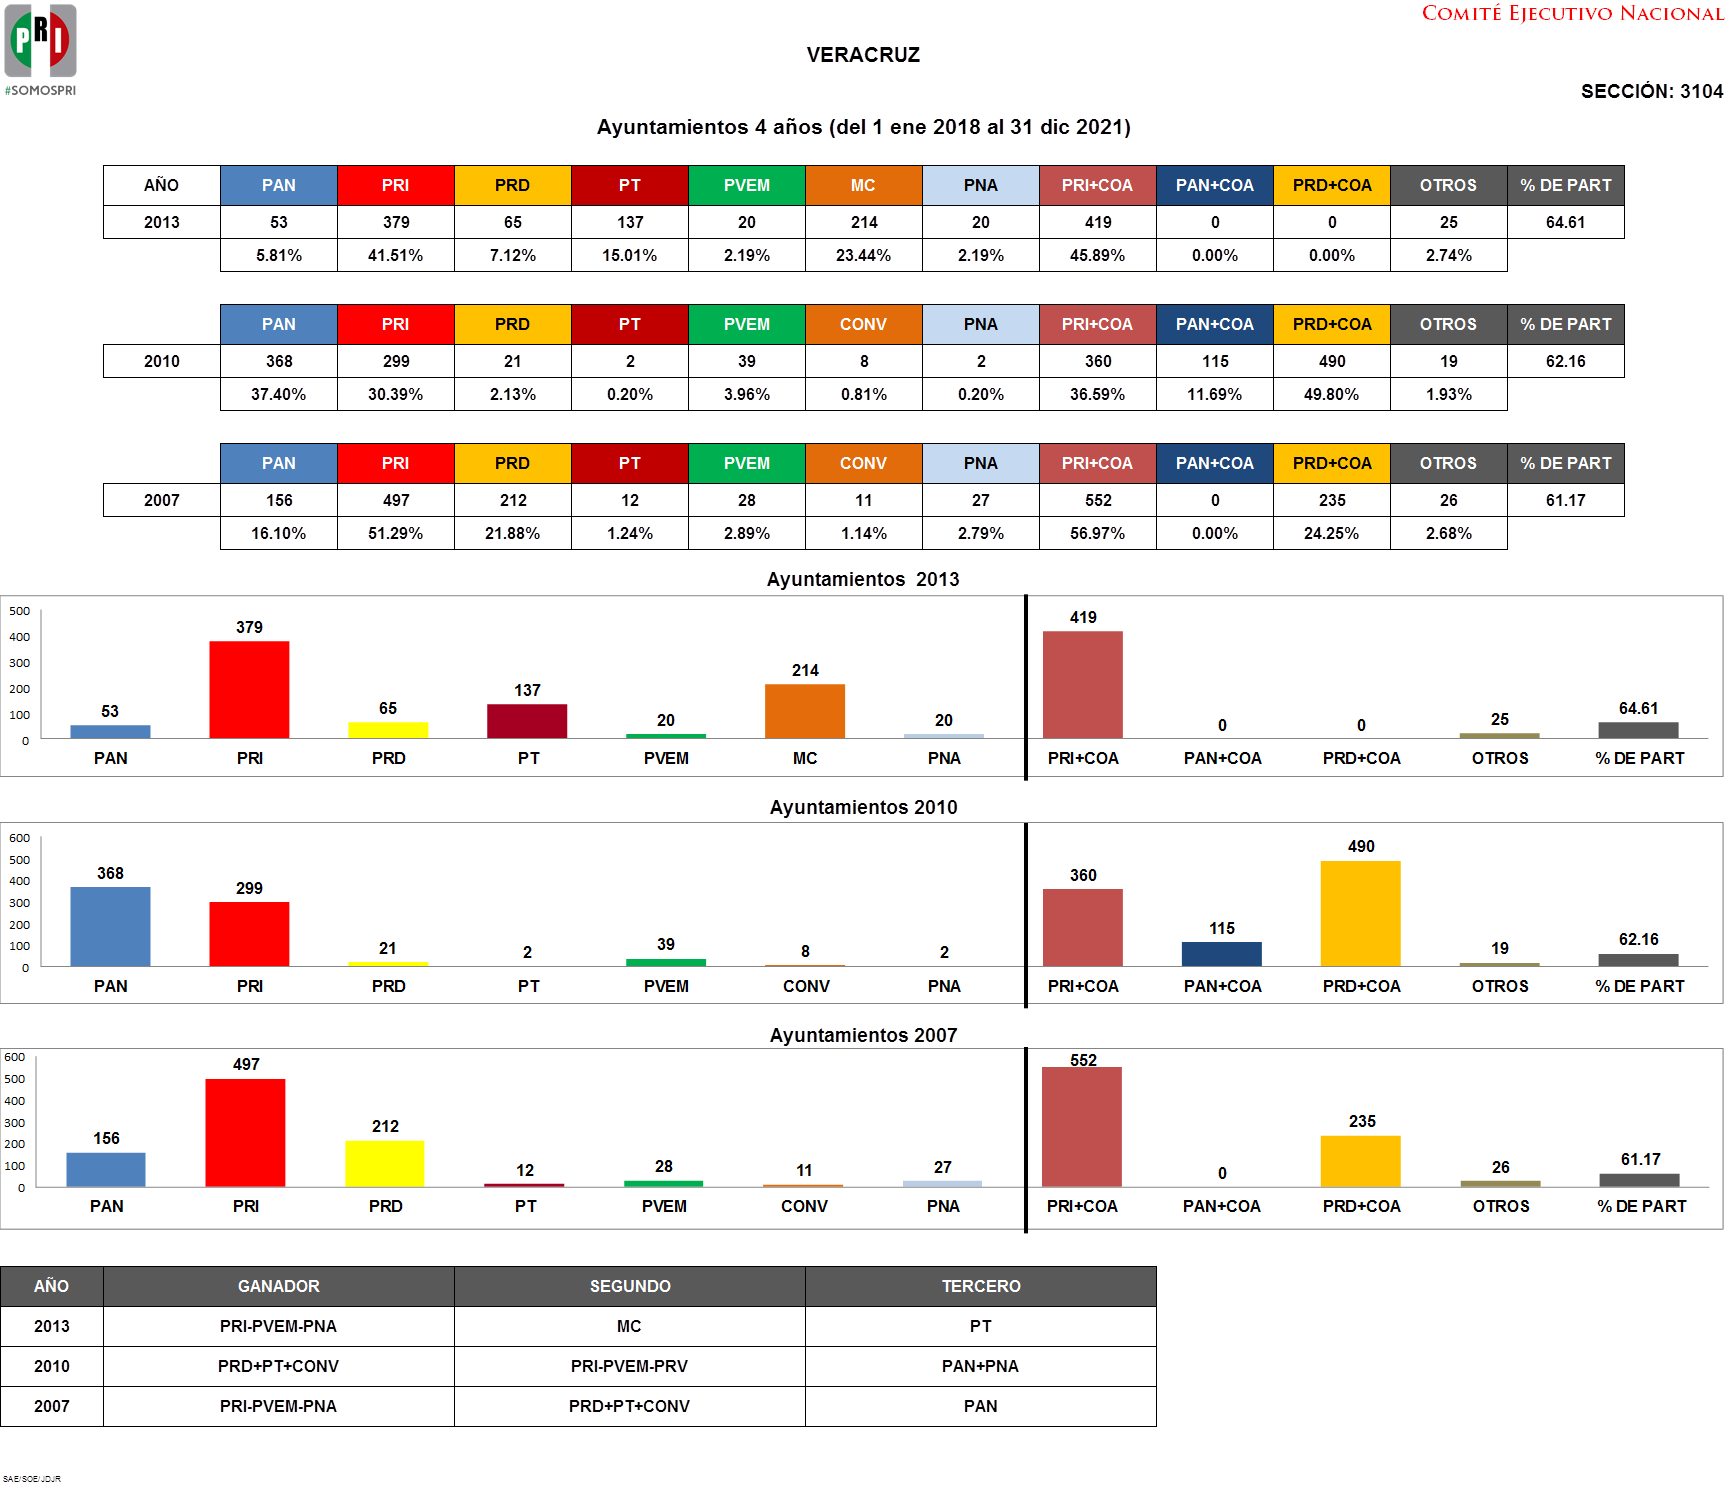 PRI
#SOMOSPRI
COMITÉ EJECUTIVO NACIONAL
VERACRUZ
SECCIÓN: 3104
Ayuntamientos 4 años (del 1 ene 2018 al 31 dic 2021)
AÑO PAN PRI PRD PT PVEM MC PNA PRI+COA PAN+COA PRD+COA OTROS % DE PART
2013 53 379 65 137 20 214 20 419 0 0 25 64.61
5.81% 41.51% 7.12% 15.01% 2.19% 23.44% 2.19% 45.89% 0.00% 0.00% 2.74%
PAN PRI PRD PT PVEM CONV PNA PRI+COA PAN+COA PRD+COA OTROS % DE PART
2010 368 299 21 2 39 8 2 360 115 490 19 62.16
37.40% 30.39% 2.13% 0.20% 3.96% 0.81% 0.20% 36.59% 11.69% 49.80% 1.93%
PAN PRI PRD PT PVEM CONV PNA PRI+COA PAN+COA PRD+COA OTROS % DE PART
2007 156 497 212 12 28 11 27 552 0 235 26 61.17
16.10% 51.29% 21.88% 1.24% 2.89% 1.14% 2.79% 56.97% 0.00% 24.25% 2.68%
Ayuntamientos 2013
500
400
300
200
100
0
53 379 65 137 20 214 20 419 0 0 25 64.61
PAN PRI PRD PT PVEM MC PNA PRI+COA PAN+COA PRD+COA OTROS % DE PART
Ayuntamientos 2010
600
500
400
300
200
100
0
368 299 21 2 39 8 2 360 115 490 19 62.16
PAN PRI PRD PT PVEM CONV PNA PRI+COA PAN+COA PRD+COA OTROS % DE PART
Ayuntamientos 2007
600
500
400
300
200
100
0
156 497 212 12 28 11 27 552 0 235 26 61.17
PAN PRI PRD PT PVEM CONV PNA PRI+COA PAN+COA PRD+COA OTROS % DE PART
AÑO GANADOR SEGUNDO TERCERO
2013 PRI-PVEM-PNA MC PT
2010 PRD+PT+CONV PRI-PVEM-PRV PAN+PNA
2007 PRI-PVEM-PNA PRD+PT+CONV PAN
SAE/SOE/JDJR